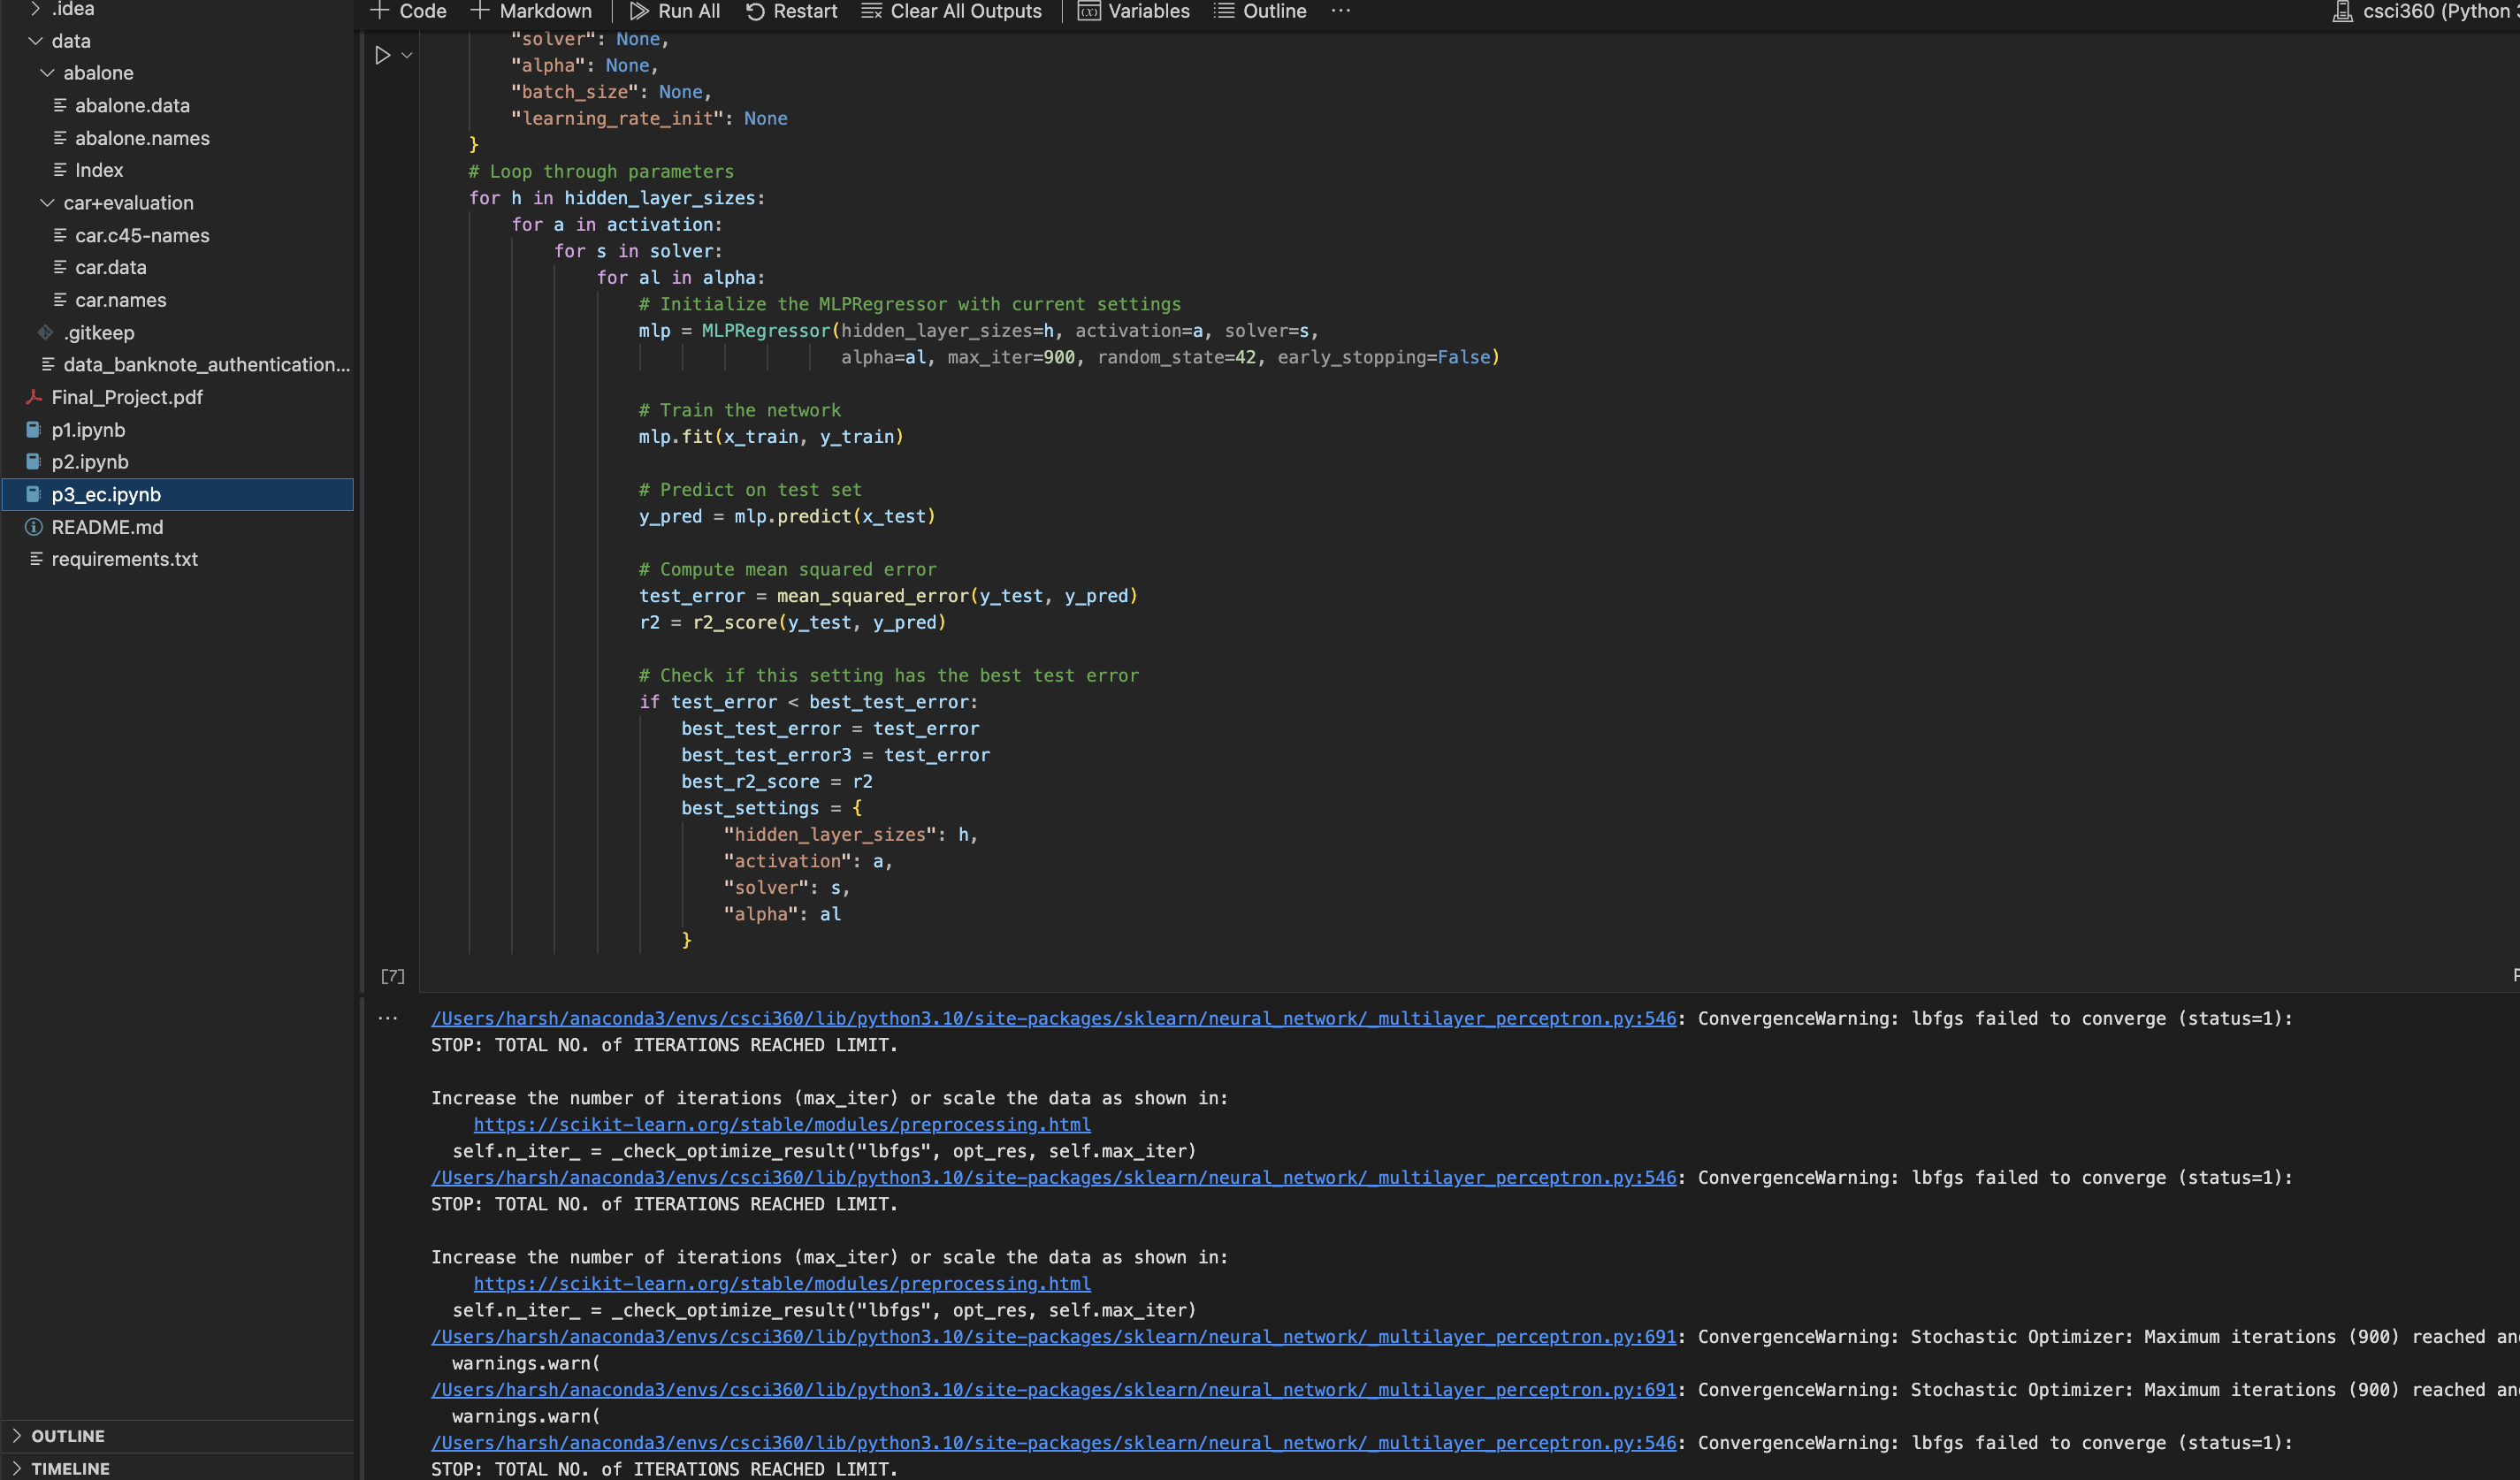 .idea
data
abalone
abalone.data
abalone.names
Index
car+evaluation
car.c45-names
car.data
car.names
.gitkeep
data_banknote_authentication...
Final_Project.pdf
p1.ipynb
p2.ipynb
p3_ec.ipynb
README.md
requirements.txt
OUTLINE
TIMELINE
+ Code + Markdown Run All Restart Clear All Outputs Variables Outline ... csci360 (Python
"solver": None,
"alpha": None,
"batch_size": None,
"learning_rate_init": None
}
# Loop through parameters
for h in hidden_layer_sizes:
for a in activation:
for s in solver:
for al in alpha:
# Initialize the MLPRegressor with current settings
mlp = MLPRegressor(hidden_layer_sizes=h, activation=a, solver=s,
alpha=al, max_iter=900, random_state=42, early_stopping=False)
# Train the network
mlp.fit(x_train, y_train)
# Predict on test set
y_pred = mlp.predict(x_test)
# Compute mean squared error
test_error = mean_squared_error(y_test, y_pred)
r2 = r2_score(y_test, y_pred)
# Check if this setting has the best test error
if test_error < best_test_error:
best_test_error = test_error
best_test_error3 = test_error
best_r2_score = r2
best_settings = {
"hidden_layer_sizes": h,
"activation": a,
"solver": s,
"alpha": al
}
[7]
... /Users/harsh/anaconda3/envs/csci360/lib/python3.10/site-packages/sklearn/neural_network/_multilayer_perceptron.py:546: ConvergenceWarning: lbfgs failed to converge (status=1):
STOP: TOTAL NO. of ITERATIONS REACHED LIMIT.
Increase the number of iterations (max_iter) or scale the data as shown in:
https://scikit-learn.org/stable/modules/preprocessing.html
self.n_iter_ = _check_optimize_result("lbfgs", opt_res, self.max_iter)
/Users/harsh/anaconda3/envs/csci360/lib/python3.10/site-packages/sklearn/neural_network/_multilayer_perceptron.py:546: ConvergenceWarning: lbfgs failed to converge (status=1):
STOP: TOTAL NO. of ITERATIONS REACHED LIMIT.
Increase the number of iterations (max_iter) or scale the data as shown in:
https://scikit-learn.org/stable/modules/preprocessing.html
self.n_iter_ = _check_optimize_result("lbfgs", opt_res, self.max_iter)
/Users/harsh/anaconda3/envs/csci360/lib/python3.10/site-packages/sklearn/neural_network/_multilayer_perceptron.py:691: ConvergenceWarning: Stochastic Optimizer: Maximum iterations (900) reached
warnings.warn(
/Users/harsh/anaconda3/envs/csci360/lib/python3.10/site-packages/sklearn/neural_network/_multilayer_perceptron.py:691: ConvergenceWarning: Stochastic Optimizer: Maximum iterations (900) reached
warnings.warn(
/Users/harsh/anaconda3/envs/csci360/lib/python3.10/site-packages/sklearn/neural_network/_multilayer_perceptron.py:546: ConvergenceWarning: lbfgs failed to converge (status=1):
STOP: TOTAL NO. of ITERATIONS REACHED LIMIT.